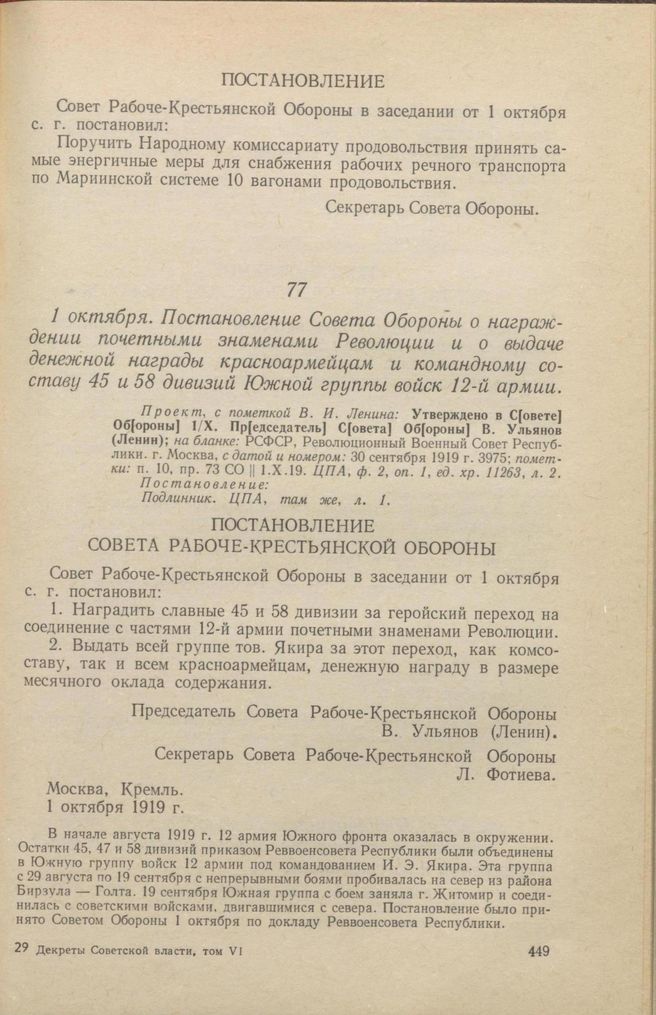 ПОСТАНОВЛЕНИЕ
Совет Рабоче-Крестьянской Обороны в заседании от 1 октября
с. г. постановил:
Поручить Народному комиссариату продовольствия принять са-
мые энергичные меры для снабжения рабочих речного транспорта
по Мариинской системе 10 вагонами продовольствия.
Секретарь Совета Обороны.
77
1 октября. Постановление Совета Обороны о награж-
дении почетными знаменами Революции и о выдаче
денежной награды красноармейцам и командному со-
ставу 45 и 58 дивизий Южной группы войск 12-й армии.
Проект, с пометкой В. И. Ленина: Утверждено в С[овете]
Об[ороны] 1/X. Пр[едседатель] С[овета] Об[ороны] В. Ульянов
(Ленин); на бланке: РСФСР, Революционный Военный Совет Респуб-
лики. г. Москва, с датой и номером: 30 сентября 1919 г. 3975; помет-
ки: п. 10, пр. 73 СО || 1.X.19. ЦПА, ф. 2, оп. 1, ед. хр. 11263, л. 2.
Постановление:
Подлинник. ЦПА, там же, л. 1.
ПОСТАНОВЛЕНИЕ
СОВЕТА РАБОЧЕ-КРЕСТЬЯНСКОЙ ОБОРОНЫ
Совет Рабоче-Крестьянской Обороны в заседании от 1 октября
с. г. постановил:
1. Наградить славные 45 и 58 дивизии за геройский переход на
соединение с частями 12-й армии почетными знаменами Революции.
2. Выдать всей группе тов. Якира за этот переход, как комсо-
ставу, так и всем красноармейцам, денежную награду в размере
месячного оклада содержания.
Председатель Совета Рабоче-Крестьянской Обороны
В. Ульянов (Ленин).
Секретарь Совета Рабоче-Крестьянской Обороны
Л. Фотиева.
Москва, Кремль.
1 октября 1919 г.
В начале августа 1919 г. 12 армия Южного фронта оказалась в окружении.
Остатки 45, 47 и 58 дивизий приказом Реввоенсовета Республики были объединены
в Южную группу войск 12 армии под командованием И. Э. Якира. Эта группа
с 29 августа по 19 сентября с непрерывными боями пробивалась на север из района
Бирзула — Голта. 19 сентября Южная группа с боем заняла г. Житомир и соеди-
нилась с советскими войсками, двигавшимися с севера. Постановление было при-
нято Советом Обороны 1 октября по докладу Реввоенсовета Республики.
29 Декреты Советской власти, том VI
449